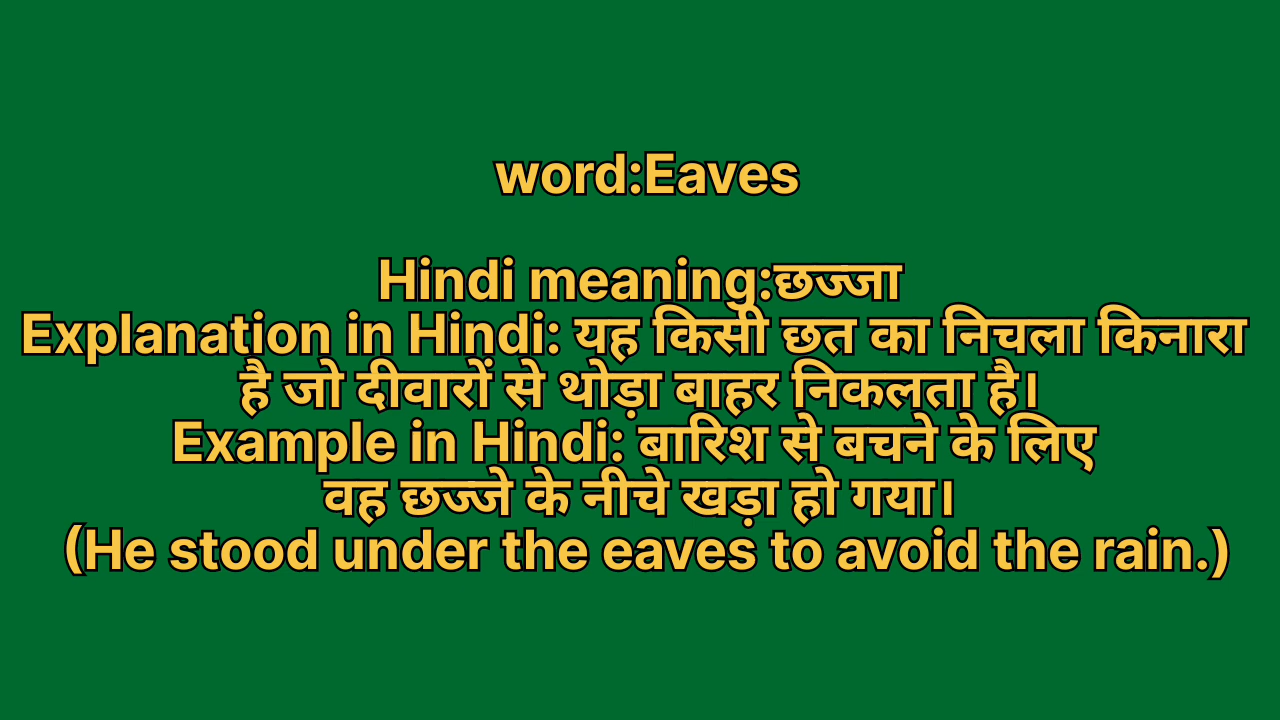 word:Eaves
Hindi meaning:छज्जा
Explanation in Hindi: यह किसी छत का निचला किनारा
है जो दीवारों से थोड़ा बाहर निकलता है।
Example in Hindi: बारिश से बचने के लिए
वह छज्जे के नीचे खड़ा हो गया।
(He stood under the eaves to avoid the rain.)